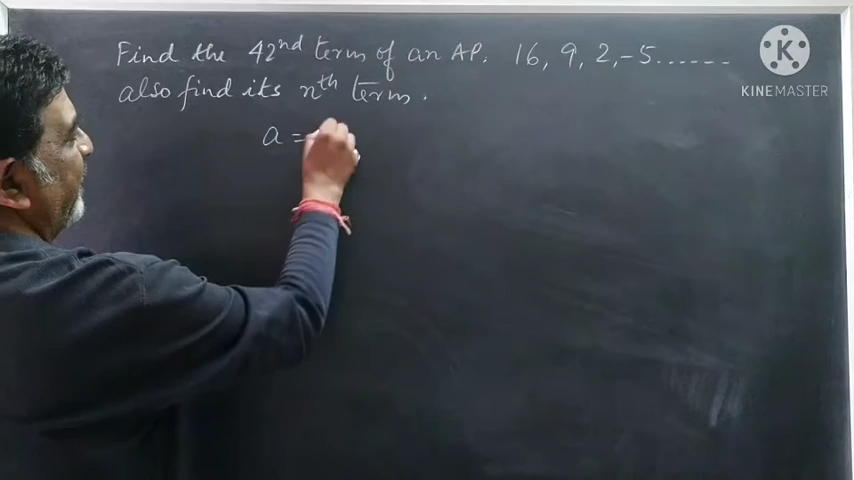 Find the 42nd term of an AP. 16, 9, 2, -5......
also find its nth term.
a =
K
KINEMASTER